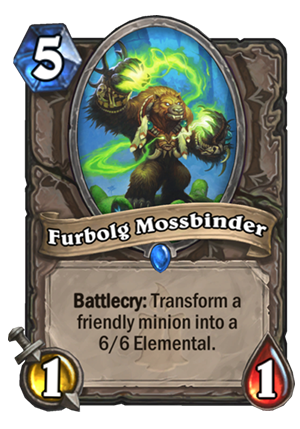 5
Furbolg Mossbinder
Battlecry: Transform a
friendly minion into a
6/6 Elemental.
1 1